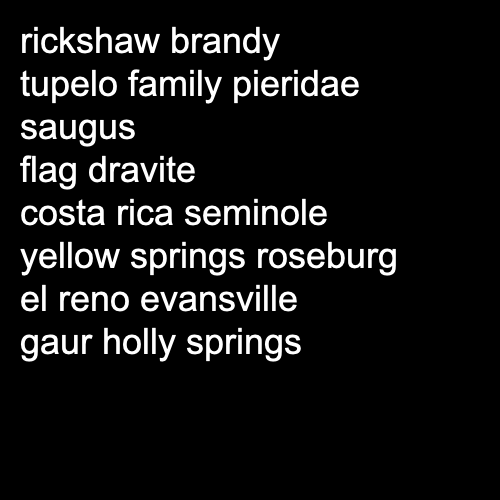 rickshaw brandy
tupelo family pieridae
saugus
flag dravite
costa rica seminole
yellow springs roseburg
el reno evansville
gaur holly springs